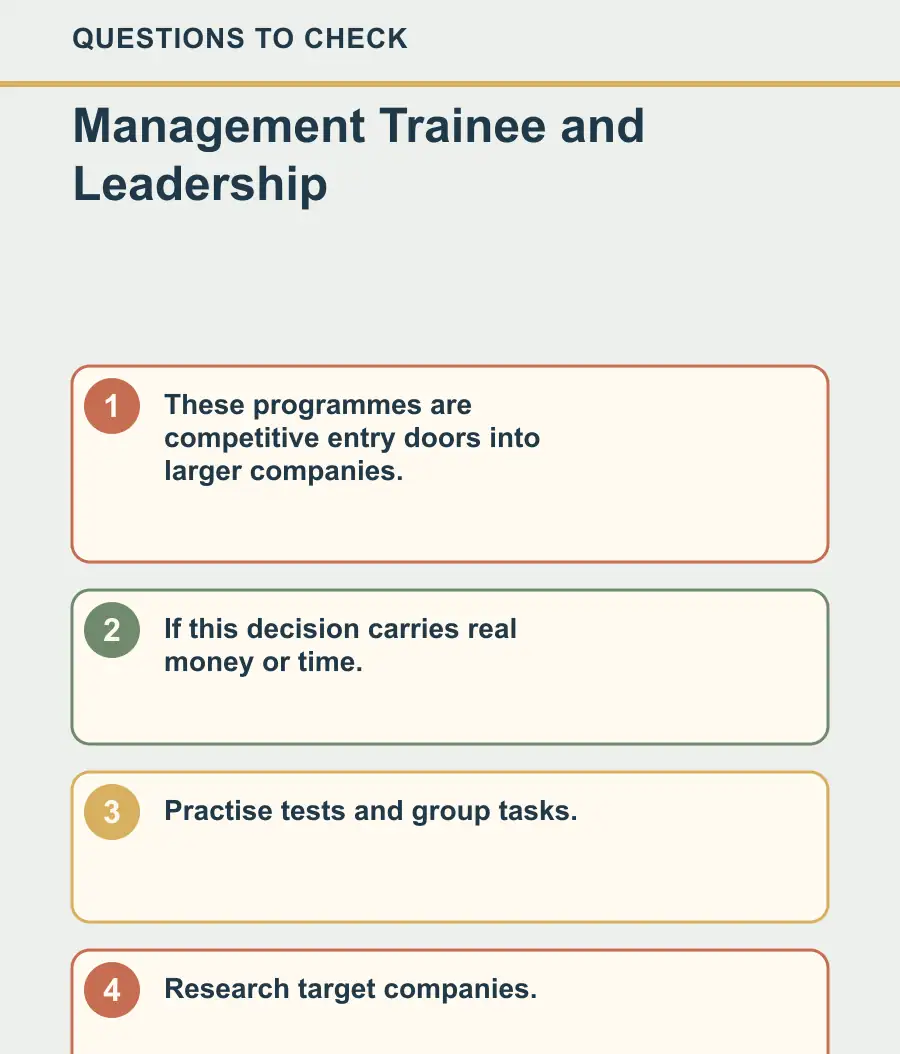 QUESTIONS TO CHECK
Management Trainee and
Leadership
1
These programmes are
competitive entry doors into
larger companies.
2
If this decision carries real
money or time.
3
Practise tests and group tasks.
4
Research target companies.